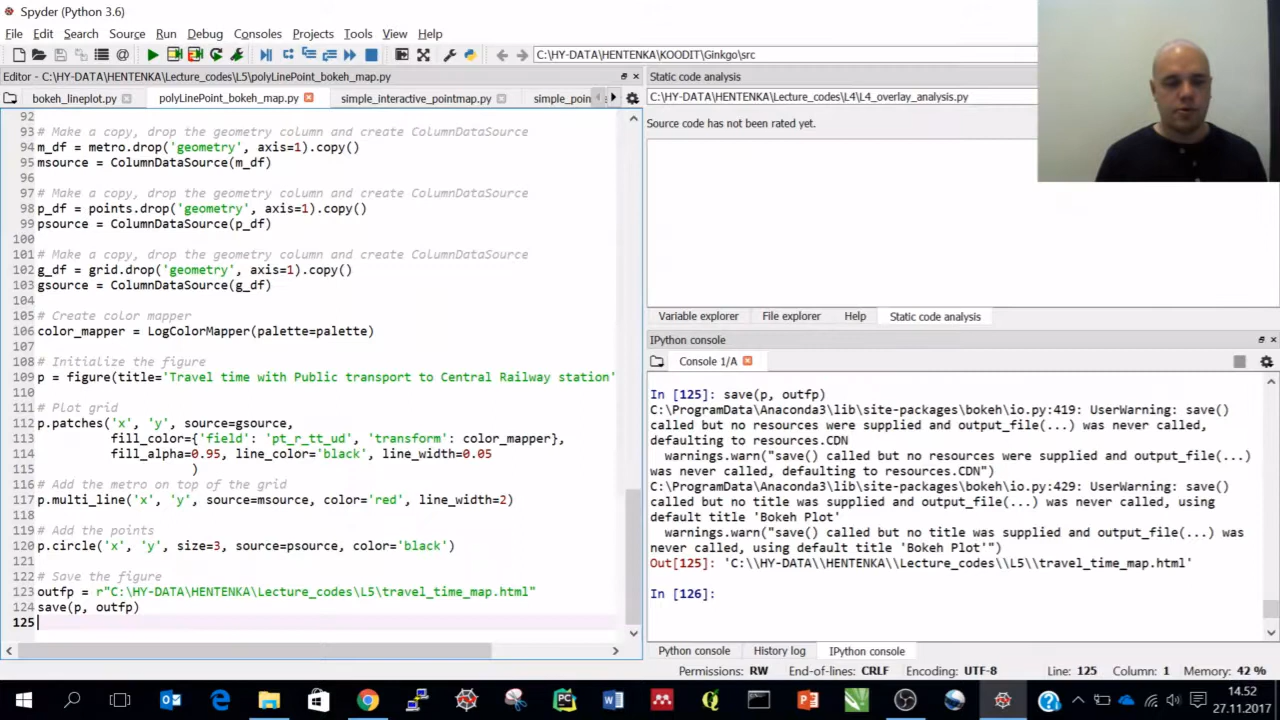 Spyder (Python 3.6)
File Edit Search Source Run Debug Consoles Projects Tools View Help
C:\HY-DATA\HENTENKA\KOODIT\Ginkgo\src
Editor - C:\HY-DATA\HENTENKA\Lecture_codes\L5\polyLinePoint_bokeh_map.py
bokeh_lineplot.py polyLinePoint_bokeh_map.py simple_interactive_pointmap.py simple_poin
92
93 # Make a copy, drop the geometry column and create ColumnDataSource
94 m_df = metro.drop('geometry', axis=1).copy()
95 msource = ColumnDataSource(m_df)
96
97 # Make a copy, drop the geometry column and create ColumnDataSource
98 p_df = points.drop('geometry', axis=1).copy()
99 psource = ColumnDataSource(p_df)
100
101 # Make a copy, drop the geometry column and create ColumnDataSource
102 g_df = grid.drop('geometry', axis=1).copy()
103 gsource = ColumnDataSource(g_df)
104
105 # Create color mapper
106 color_mapper = LogColorMapper(palette=palette)
107
108 # Initialize the figure
109 p = figure(title='Travel time with Public transport to Central Railway station'
110
111 # Plot grid
112 p.patches('x', 'y', source=gsource,
113 fill_color={'field': 'pt_r_tt_ud', 'transform': color_mapper},
114 fill_alpha=0.95, line_color='black', line_width=0.05
115 )
116 # Add the metro on top of the grid
117 p.multi_line('x', 'y', source=msource, color='red', line_width=2)
118
119 # Add the points
120 p.circle('x', 'y', size=3, source=psource, color='black')
121
122 # Save the figure
123 outfp = r"C:\HY-DATA\HENTENKA\Lecture_codes\L5\travel_time_map.html"
124 save(p, outfp)
125
Static code analysis
C:\HY-DATA\HENTENKA\Lecture_codes\L4\L4_overlay_analysis.py
Source code has not been rated yet.
Variable explorer File explorer Help Static code analysis
IPython console
Console 1/A
In [125]: save(p, outfp)
C:\ProgramData\Anaconda3\lib\site-packages\bokeh\io.py:419: UserWarning: save()
called but no resources were supplied and output_file(...) was never called,
defaulting to resources.CDN
warnings.warn("save() called but no resources were supplied and output_file(...)
was never called, defaulting to resources.CDN")
C:\ProgramData\Anaconda3\lib\site-packages\bokeh\io.py:429: UserWarning: save()
called but no title was supplied and output_file(...) was never called, using
default title 'Bokeh Plot'
warnings.warn("save() called but no title was supplied and output_file(...) was
never called, using default title 'Bokeh Plot'")
Out[125]: 'C:\\HY-DATA\\HENTENKA\\Lecture_codes\\L5\\travel_time_map.html'
In [126]:
Python console History log IPython console
Permissions: RW End-of-lines: CRLF Encoding: UTF-8 Line: 125 Column: 1 Memory: 42 %
14.52
27.11.2017